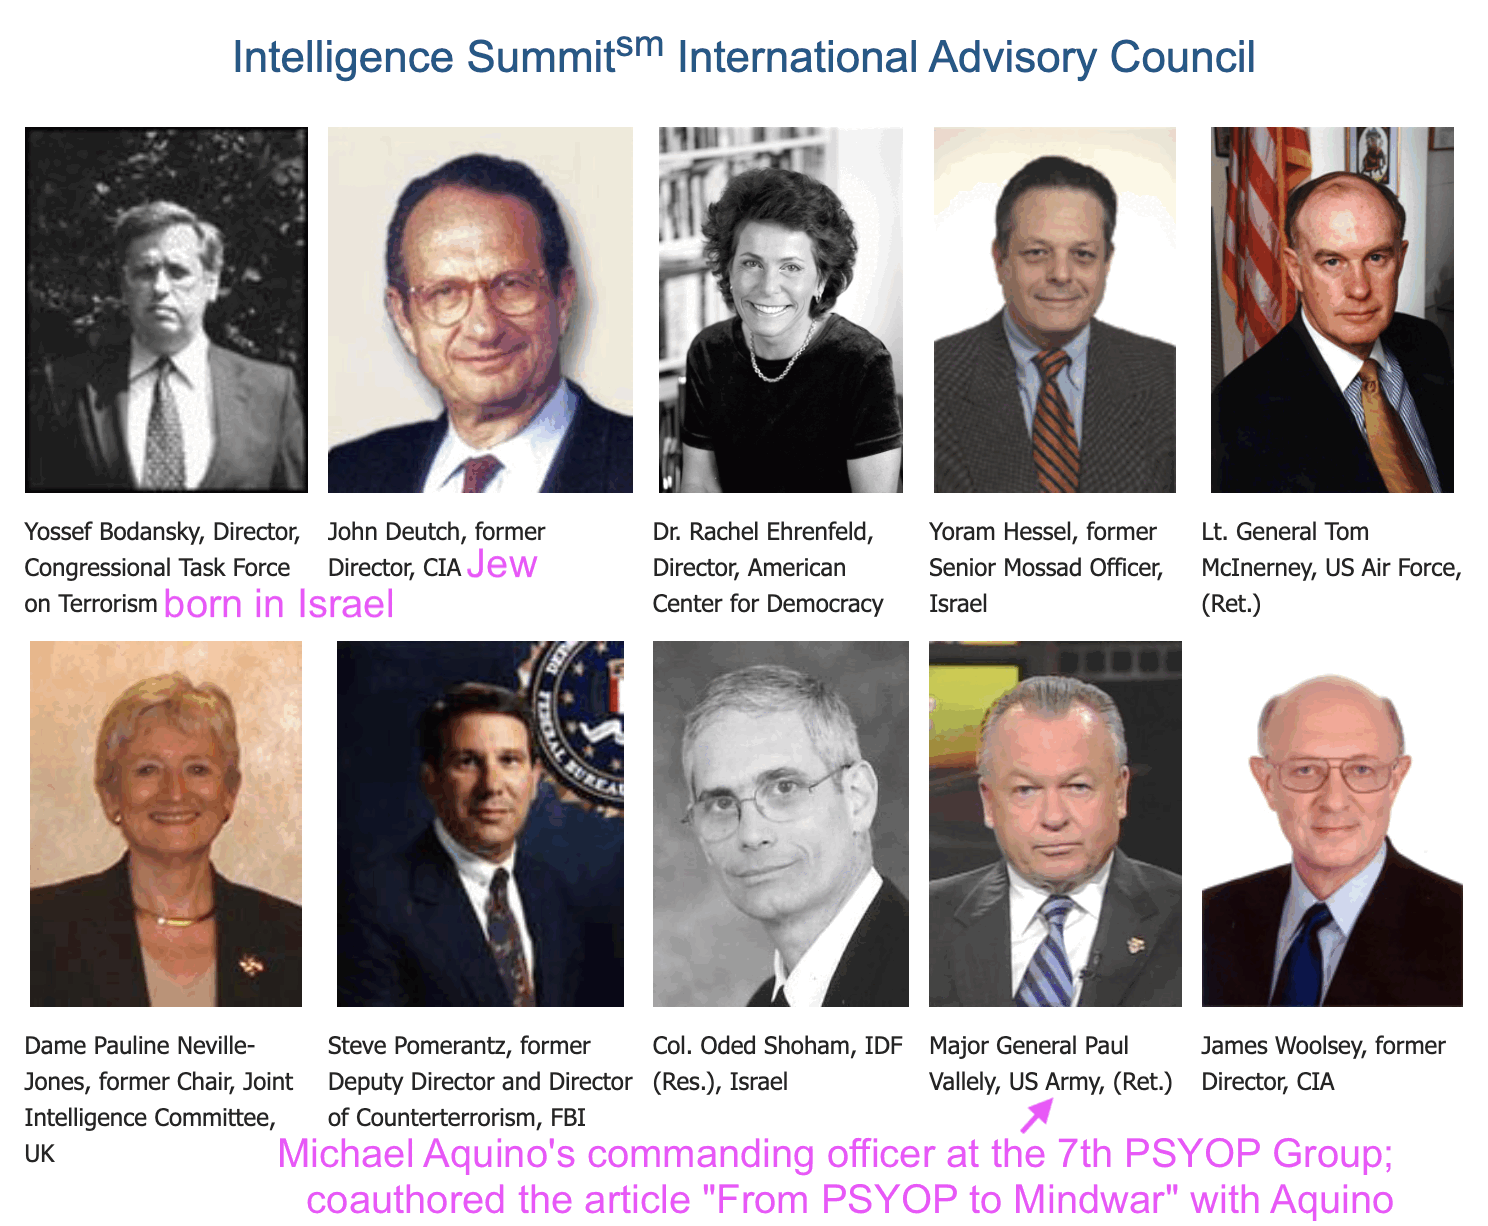 Intelligence Summitsm International Advisory Council
Yossef Bodansky, Director,
Congressional Task Force
on Terrorism born in Israel
John Deutch, former
Director, CIA Jew
Dr. Rachel Ehrenfeld,
Director, American
Center for Democracy
Yoram Hessel, former
Senior Mossad Officer,
Israel
Lt. General Tom
McInerney, US Air Force,
(Ret.)
Dame Pauline Neville-
Jones, former Chair, Joint
Intelligence Committee,
UK
Steve Pomerantz, former
Deputy Director and Director
of Counterterrorism, FBI
Col. Oded Shoham, IDF
(Res.), Israel
Major General Paul
Vallely, US Army, (Ret.)
James Woolsey, former
Director, CIA
Michael Aquino's commanding officer at the 7th PSYOP Group;
coauthored the article "From PSYOP to Mindwar" with Aquino